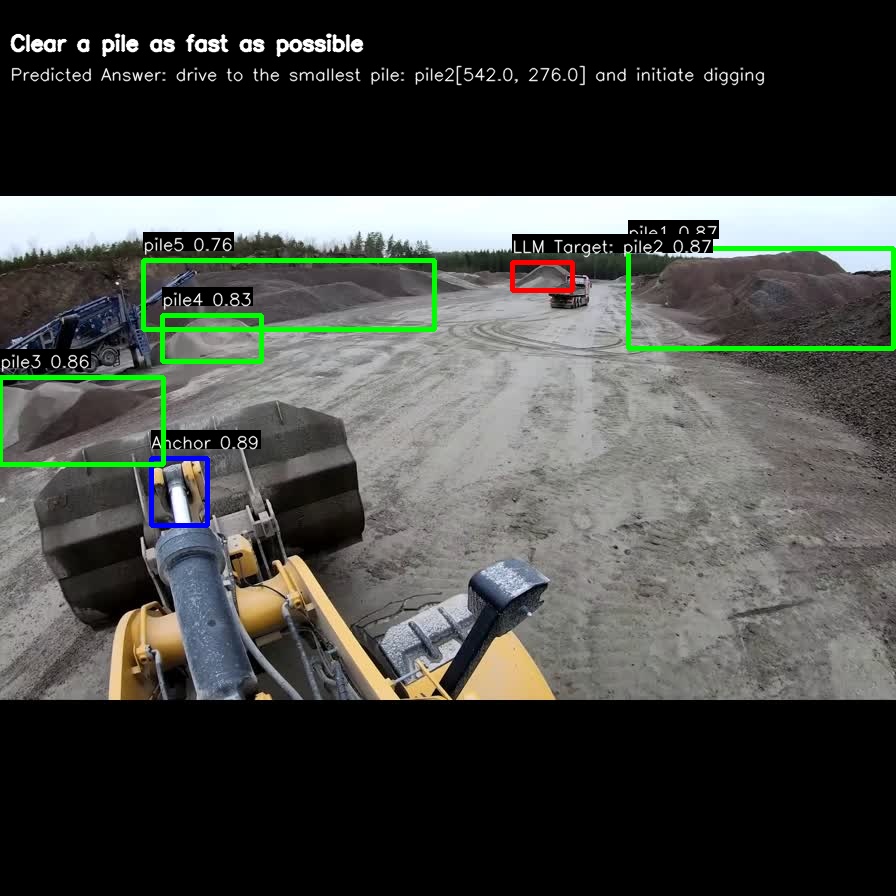 Clear a pile as fast as possible
Predicted Answer: drive to the smallest pile: pile2[542.0, 276.0] and initiate digging
pile1 0.87
pile5 0.76
LLM Target: pile2 0.87
pile4 0.83
pile3 0.86
Anchor 0.89